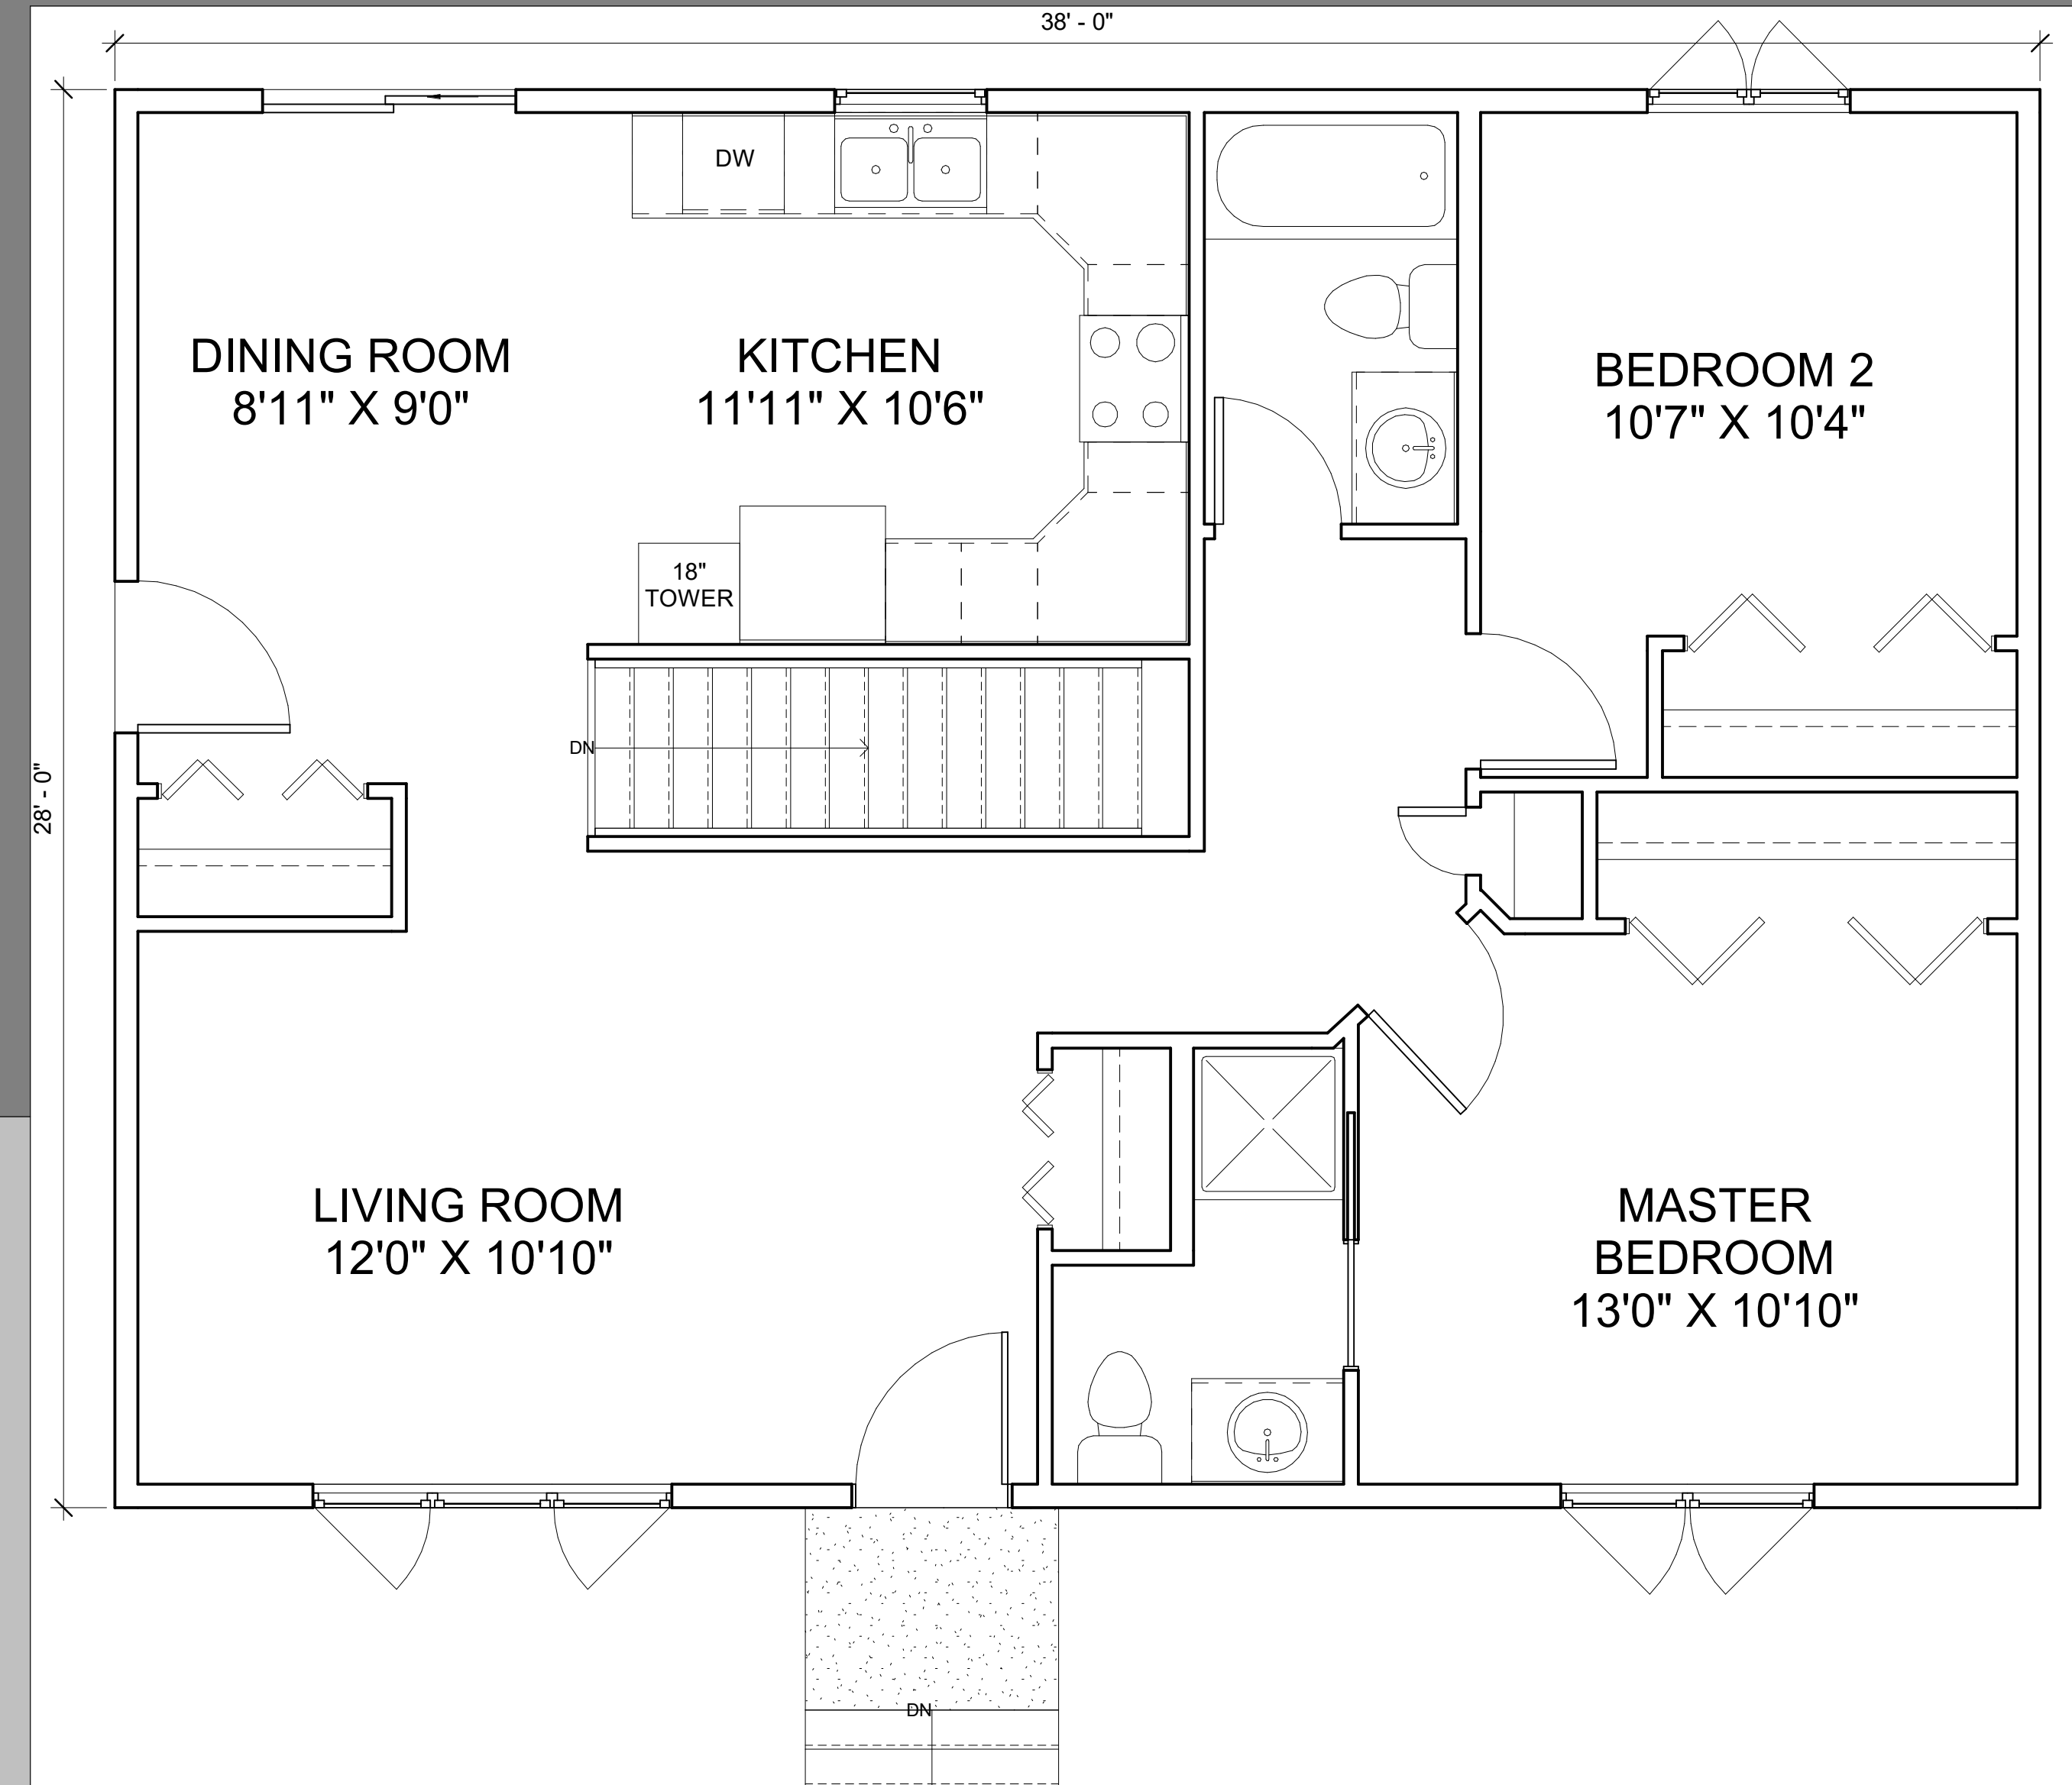 38' - 0"
DW
DINING ROOM
8'11" X 9'0"
KITCHEN
11'11" X 10'6"
BEDROOM 2
10'7" X 10'4"
18"
TOWER
DN
28' - 0"
LIVING ROOM
12'0" X 10'10"
MASTER
BEDROOM
13'0" X 10'10"
DN